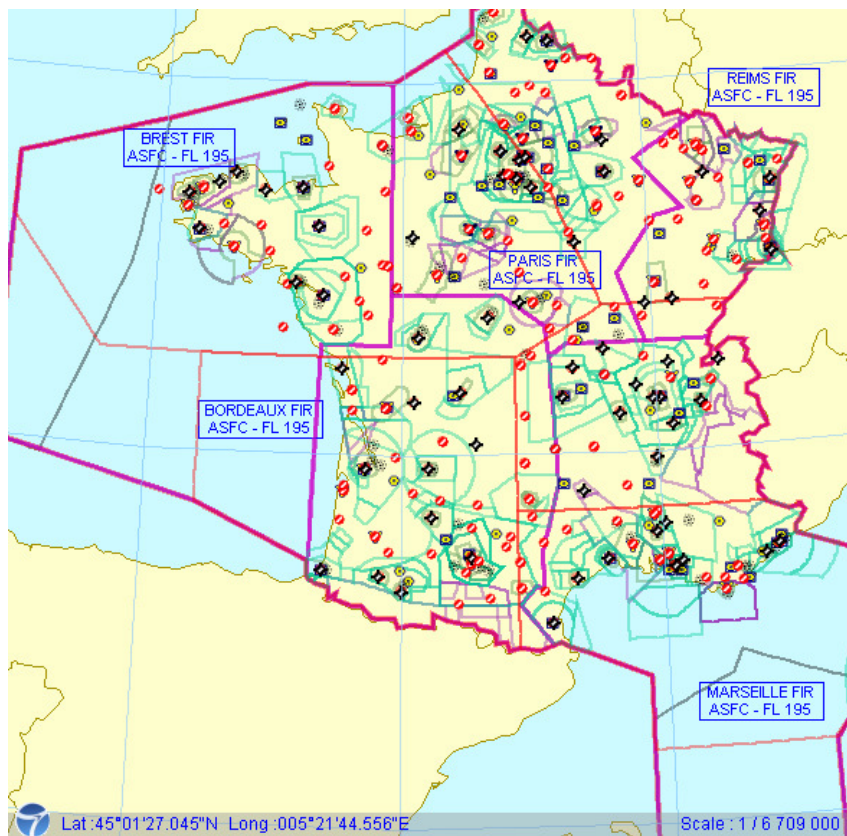 REIMS FIR
ASFC - FL 195
BREST FIR
ASFC - FL 195
PARIS FIR
ASFC - FL 195
BORDEAUX FIR
ASFC - FL 195
MARSEILLE FIR
ASFC - FL 195
Lat :45°01'27.045"N Long :005°21'44.556"E
Scale : 1 / 6 709 000